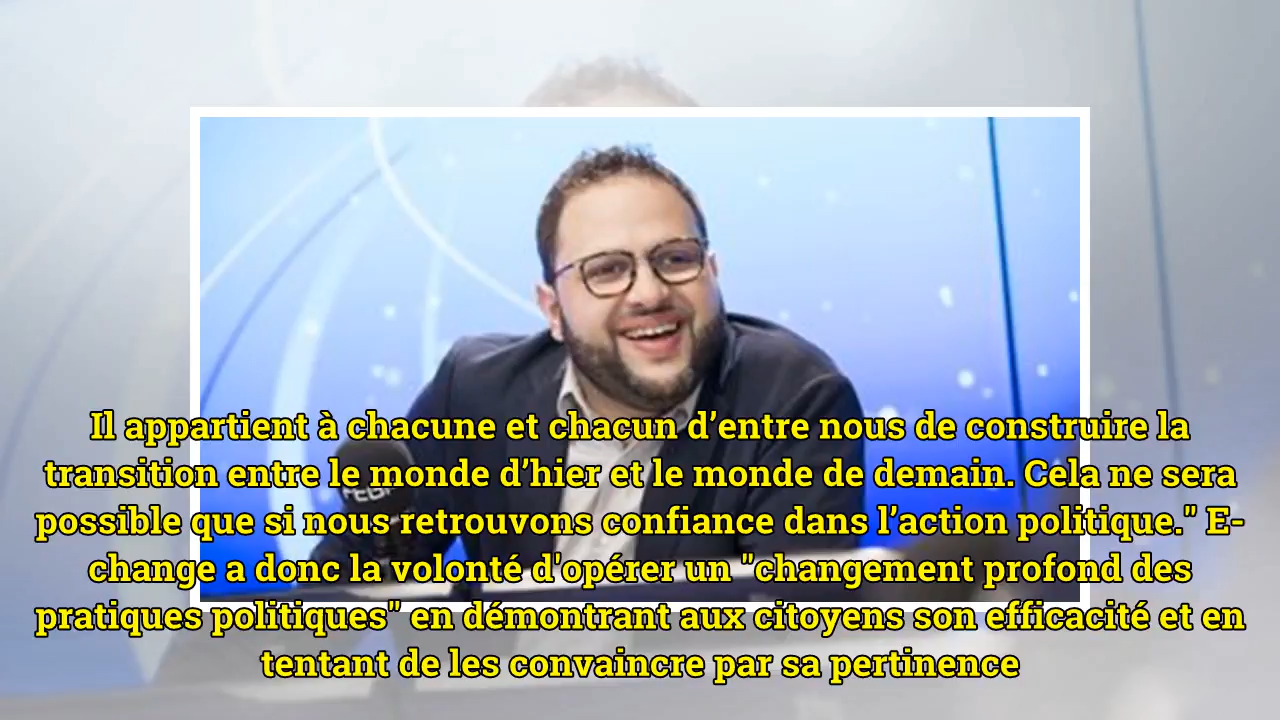 Il appartient à chacune et chacun d’entre nous de construire la
transition entre le monde d’hier et le monde de demain. Cela ne sera
possible que si nous retrouvons confiance dans l’action politique." E-
change a donc la volonté d'opérer un "changement profond des
pratiques politiques" en démontrant aux citoyens son efficacité et en
tentant de les convaincre par sa pertinence